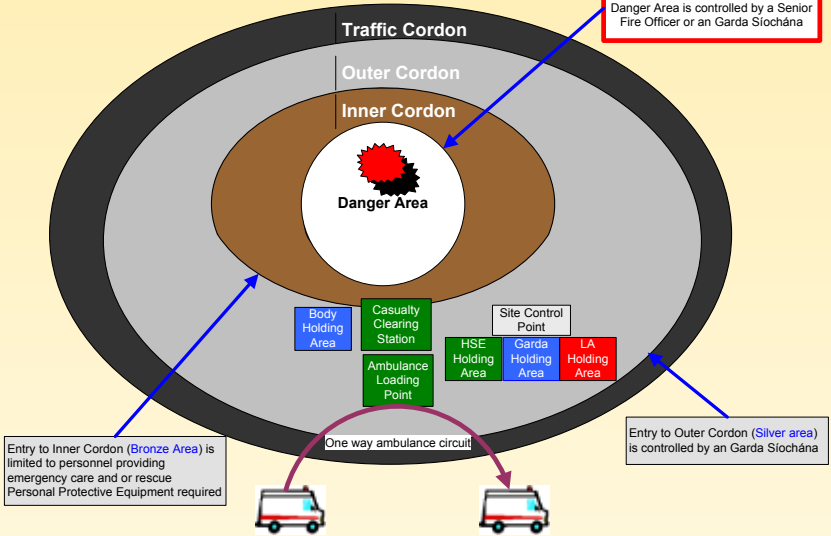 Danger Area is controlled by a Senior
Fire Officer or an Garda Síochána
Traffic Cordon
Outer Cordon
Inner Cordon
Danger Area
Body
Holding
Area
Casualty
Clearing
Station
Ambulance
Loading
Point
Site Control
Point
HSE
Holding
Area
Garda
Holding
Area
LA
Holding
Area
One way ambulance circuit
Entry to Inner Cordon (Bronze Area) is
limited to personnel providing
emergency care and or rescue
Personal Protective Equipment required
Entry to Outer Cordon (Silver area)
is controlled by an Garda Síochána